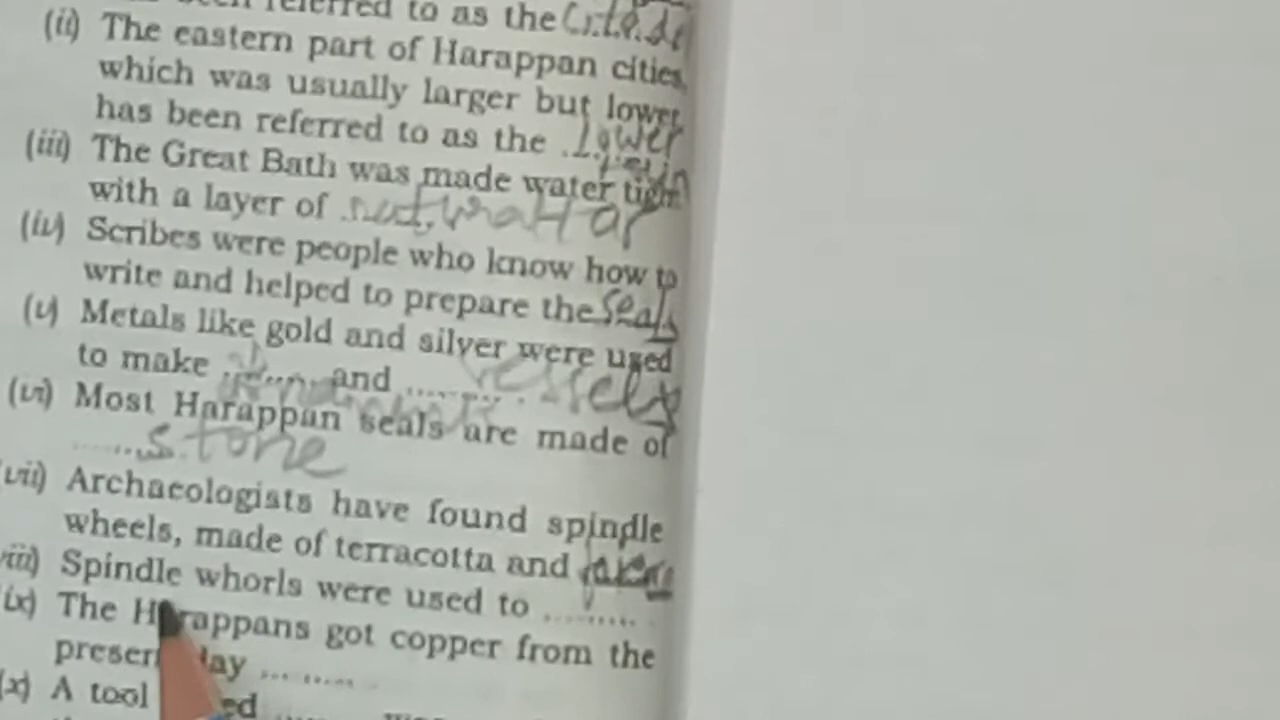 referred to as the
(ii) The eastern part of Harappan cities,
which was usually larger but lower
has been referred to as the Lower
(iii) The Great Bath was made water tight
with a layer of natural tar
(iv) Scribes were people who know how to
write and helped to prepare the seals
(v) Metals like gold and silver were used
to make ........ and ........ vessels
(vi) Most Harappan seals are made of
stone
vii) Archaeologists have found spindle
wheels, made of terracotta and
viii) Spindle whorls were used to ........
ix) The Harappans got copper from the
present day ........
(x) A tool